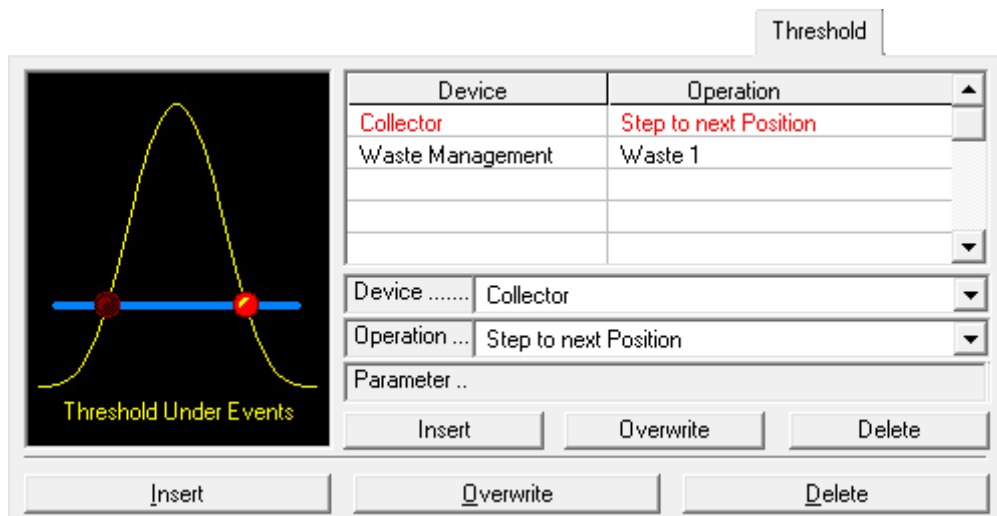 Threshold
Device Operation
Collector Step to next Position
Waste Management Waste 1
Device ....... Collector
Operation ... Step to next Position
Parameter ..
Threshold Under Events
Insert Overwrite Delete
Insert Overwrite Delete